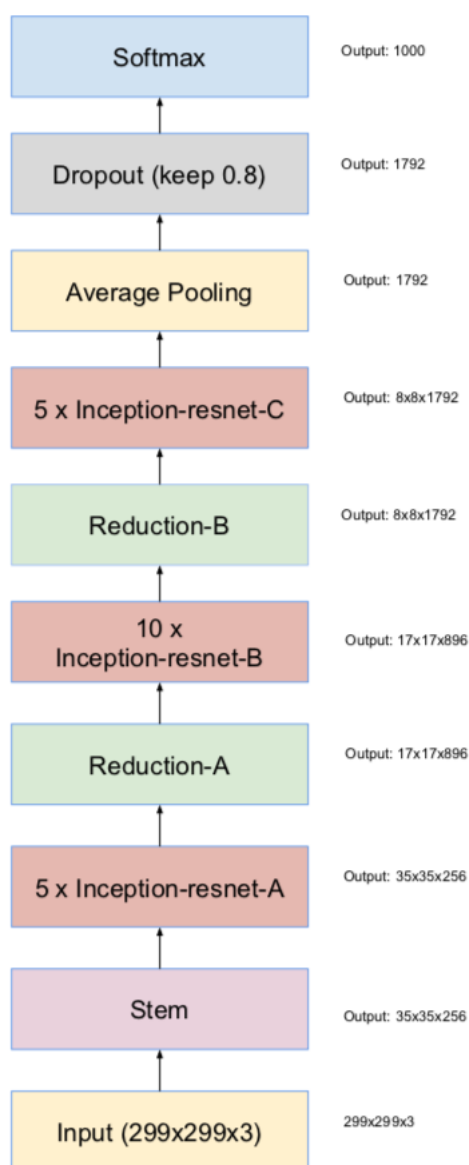 Softmax
Output: 1000
Dropout (keep 0.8)
Output: 1792
Average Pooling
Output: 1792
5 x Inception-resnet-C
Output: 8x8x1792
Reduction-B
Output: 8x8x1792
10 x
Inception-resnet-B
Output: 17x17x896
Reduction-A
Output: 17x17x896
5 x Inception-resnet-A
Output: 35x35x256
Stem
Output: 35x35x256
Input (299x299x3)
299x299x3